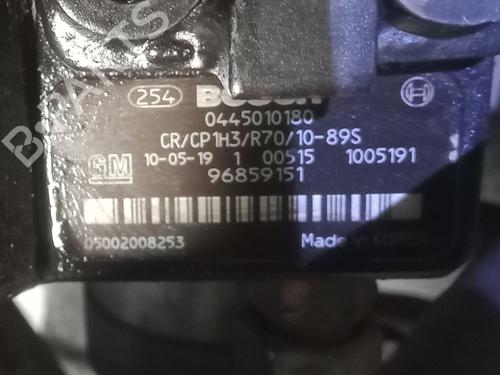 254 BOSCH
0445010180
CR/CP1H3/R70/10-89S
GM 10-05-19 1 00515 1005191
96859151
05002008253 Made in KOREA
B-PARTS